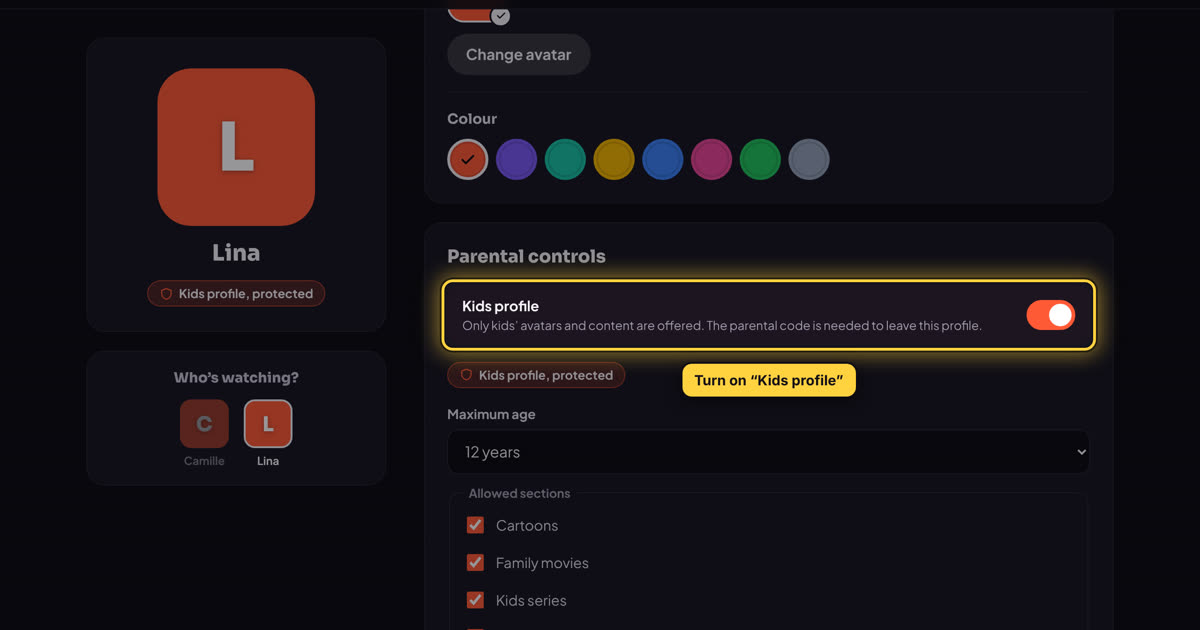 L
Lina
Kids profile, protected
Who's watching?
C
L
Camille
Lina
Change avatar
Colour
Parental controls
Kids profile
Only kids' avatars and content are offered. The parental code is needed to leave this profile.
Kids profile, protected
Turn on “Kids profile”
Maximum age
12 years
Allowed sections
Cartoons
Family movies
Kids series